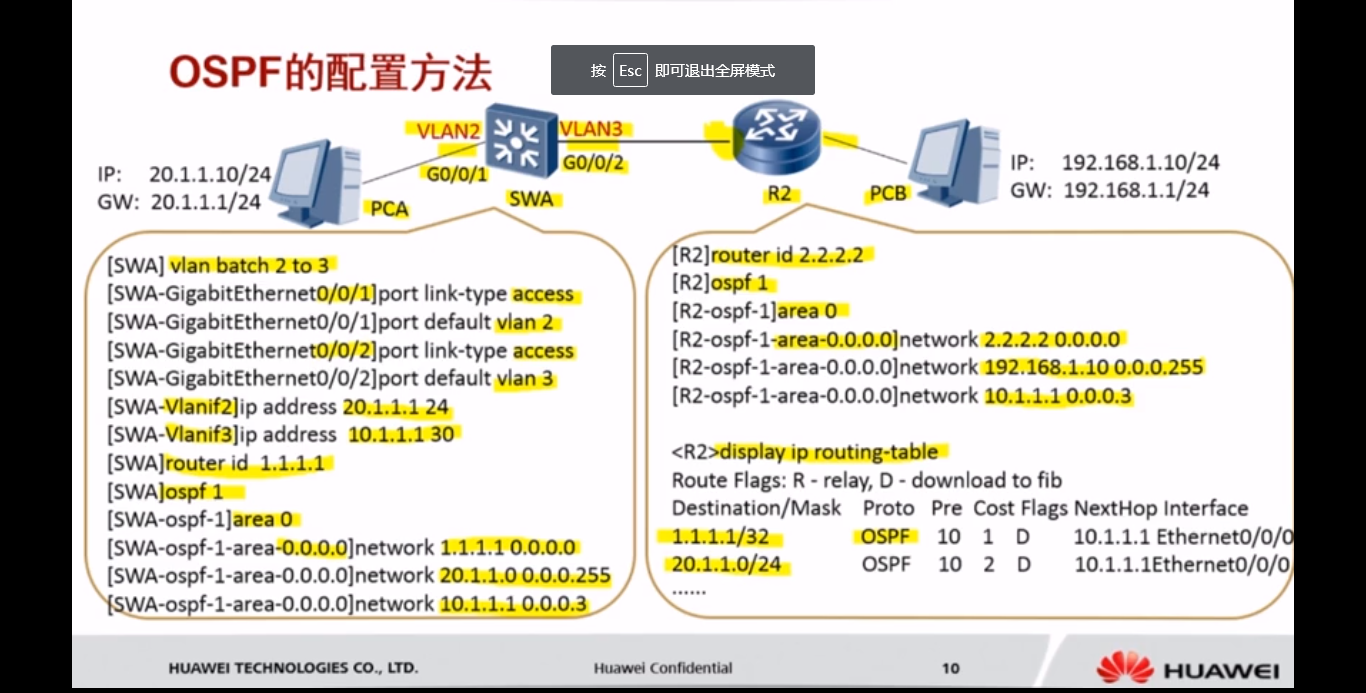 OSPF的配置方法
按 Esc 即可退出全屏模式
VLAN2
VLAN3
G0/0/1
G0/0/2
SWA
R2
PCA
PCB
IP: 20.1.1.10/24
GW: 20.1.1.1/24
IP: 192.168.1.10/24
GW: 192.168.1.1/24
[SWA] vlan batch 2 to 3
[SWA-GigabitEthernet0/0/1]port link-type access
[SWA-GigabitEthernet0/0/1]port default vlan 2
[SWA-GigabitEthernet0/0/2]port link-type access
[SWA-GigabitEthernet0/0/2]port default vlan 3
[SWA-Vlanif2]ip address 20.1.1.1 24
[SWA-Vlanif3]ip address 10.1.1.1 30
[SWA]router id 1.1.1.1
[SWA]ospf 1
[SWA-ospf-1]area 0
[SWA-ospf-1-area-0.0.0.0]network 1.1.1.1 0.0.0.0
[SWA-ospf-1-area-0.0.0.0]network 20.1.1.0 0.0.0.255
[SWA-ospf-1-area-0.0.0.0]network 10.1.1.1 0.0.0.3
[R2]router id 2.2.2.2
[R2]ospf 1
[R2-ospf-1]area 0
[R2-ospf-1-area-0.0.0.0]network 2.2.2.2 0.0.0.0
[R2-ospf-1-area-0.0.0.0]network 192.168.1.10 0.0.0.255
[R2-ospf-1-area-0.0.0.0]network 10.1.1.1 0.0.0.3
<R2>display ip routing-table
Route Flags: R - relay, D - download to fib
Destination/Mask Proto Pre Cost Flags NextHop Interface
1.1.1.1/32 OSPF 10 1 D 10.1.1.1 Ethernet0/0/0
20.1.1.0/24 OSPF 10 2 D 10.1.1.1Ethernet0/0/0
......
HUAWEI TECHNOLOGIES CO., LTD.
Huawei Confidential
10
HUAWEI